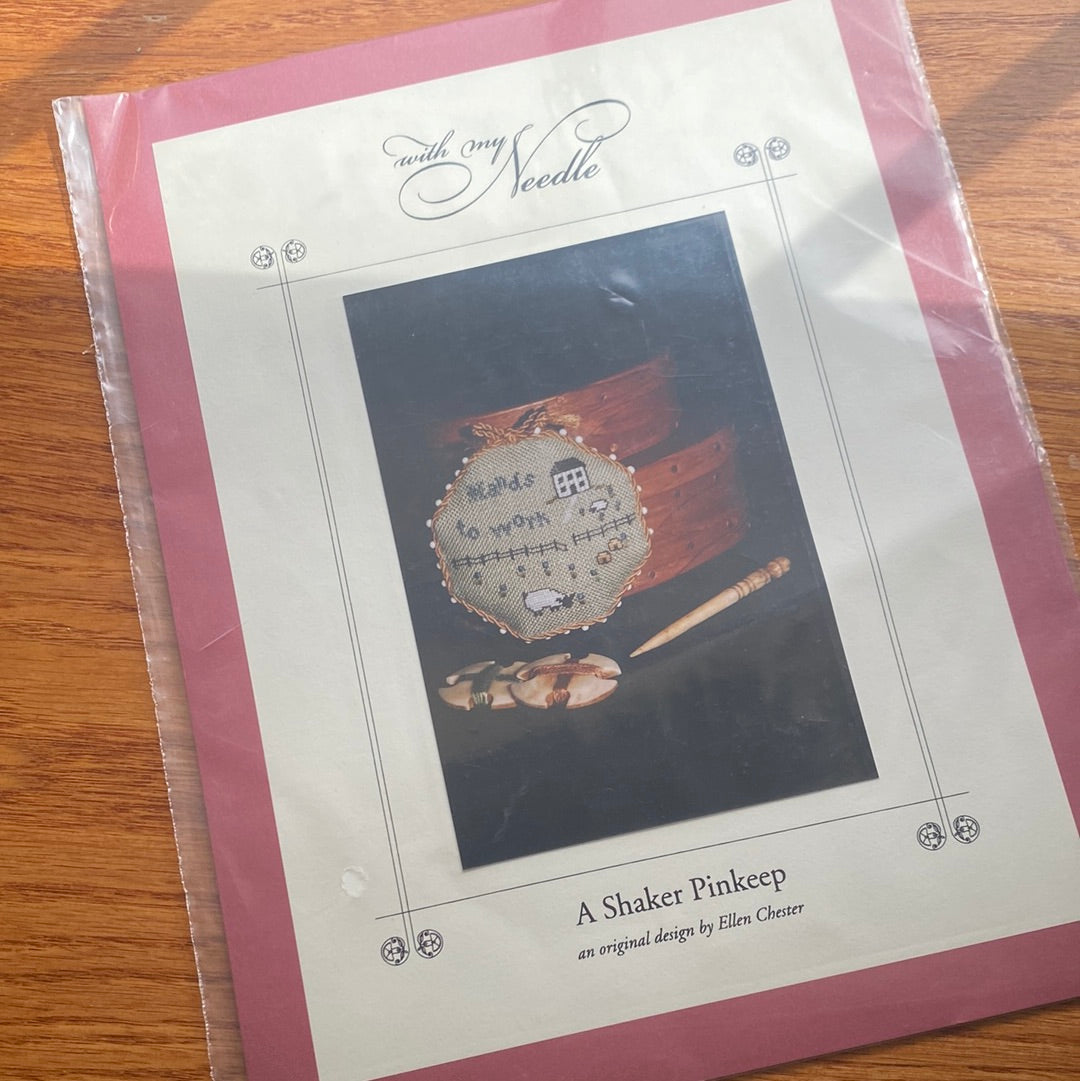 with my Needle
Hands
to work
A Shaker Pinkeep
an original design by Ellen Chester